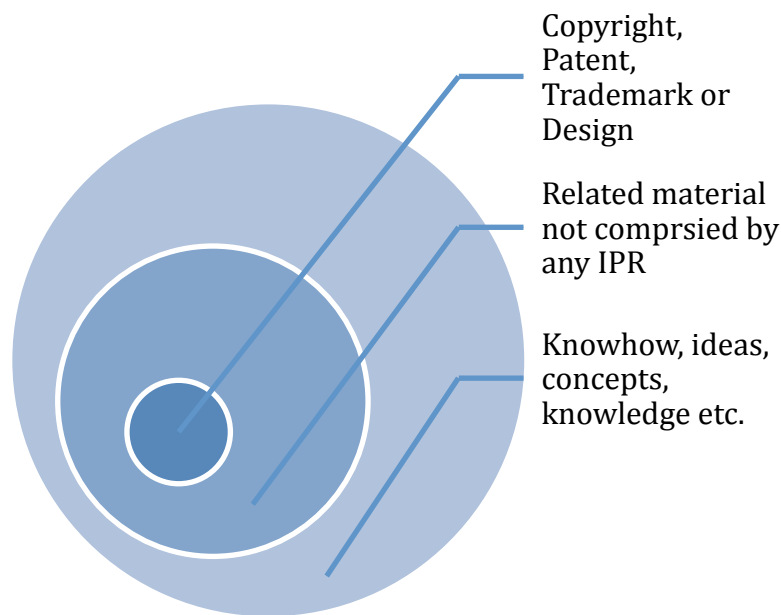 Copyright,
Patent,
Trademark or
Design
Related material
not comprsied by
any IPR
Knowhow, ideas,
concepts,
knowledge etc.